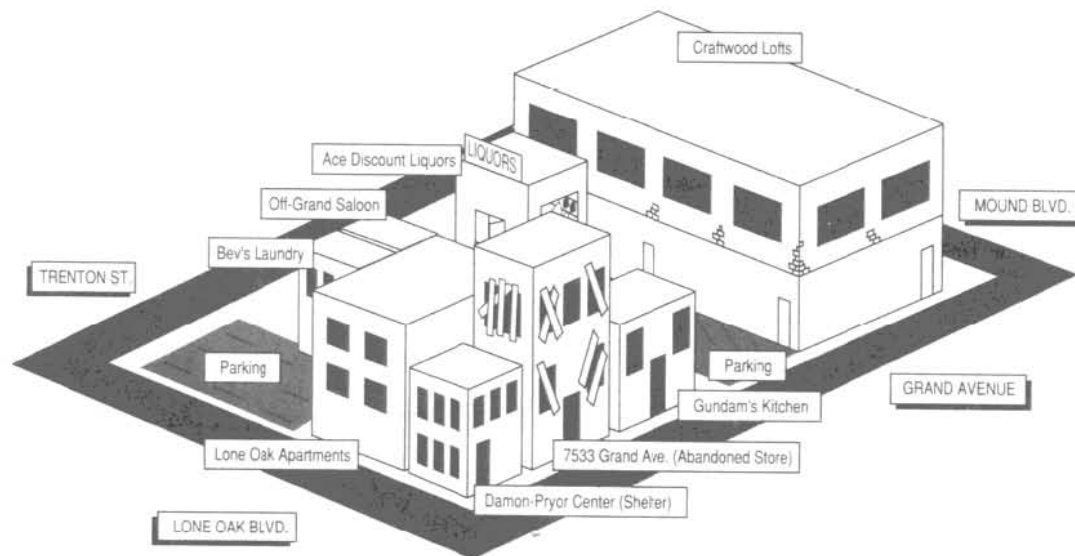 Craftwood Lofts
Ace Discount Liquors
LIQUORS
Off-Grand Saloon
MOUND BLVD.
Bev's Laundry
TRENTON ST.
Parking
Parking
GRAND AVENUE
Gundam's Kitchen
Lone Oak Apartments
7533 Grand Ave. (Abandoned Store)
Damon-Pryor Center (Shelter)
LONE OAK BLVD.